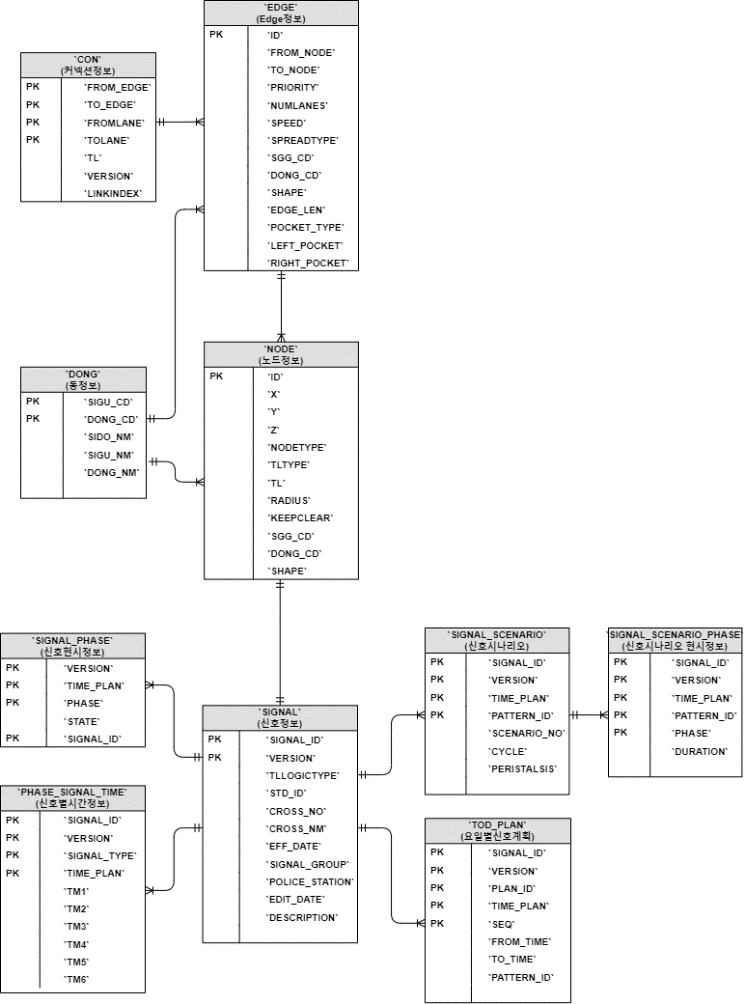 `EDGE`
(Edge정보)
PK `ID`
`FROM_NODE`
`TO_NODE`
`PRIORITY`
`NUMLANES`
`SPEED`
`SPREADTYPE`
`SGG_CD`
`DONG_CD`
`SHAPE`
`EDGE_LEN`
`POCKET_TYPE`
`LEFT_POCKET`
`RIGHT_POCKET`
`CON`
(커넥션정보)
PK `FROM_EDGE`
PK `TO_EDGE`
PK `FROMLANE`
PK `TOLANE`
`TL`
`VERSION`
`LINKINDEX`
`DONG`
(동정보)
PK `SIGU_CD`
PK `DONG_CD`
`SIDO_NM`
`SIGU_NM`
`DONG_NM`
`NODE`
(노드정보)
PK `ID`
`X`
`Y`
`Z`
`NODETYPE`
`TLTYPE`
`TL`
`RADIUS`
`KEEPCLEAR`
`SGG_CD`
`DONG_CD`
`SHAPE`
`SIGNAL_PHASE`
(신호현시정보)
PK `VERSION`
PK `TIME_PLAN`
PK `PHASE`
`STATE`
PK `SIGNAL_ID`
`PHASE_SIGNAL_TIME`
(신호별시간정보)
PK `SIGNAL_ID`
PK `VERSION`
PK `SIGNAL_TYPE`
PK `TIME_PLAN`
`TM1`
`TM2`
`TM3`
`TM4`
`TM5`
`TM6`
`SIGNAL`
(신호정보)
PK `SIGNAL_ID`
PK `VERSION`
`TLLOGICTYPE`
`STD_ID`
`CROSS_NO`
`CROSS_NM`
`EFF_DATE`
`SIGNAL_GROUP`
`POLICE_STATION`
`EDIT_DATE`
`DESCRIPTION`
`SIGNAL_SCENARIO`
(신호시나리오)
PK `SIGNAL_ID`
PK `VERSION`
PK `TIME_PLAN`
PK `PATTERN_ID`
`SCENARIO_NO`
`CYCLE`
`PERISTALSIS`
`SIGNAL_SCENARIO_PHASE`
(신호시나리오 현시정보)
PK `SIGNAL_ID`
PK `VERSION`
PK `TIME_PLAN`
PK `PATTERN_ID`
PK `PHASE`
`DURATION`
`TOD_PLAN`
(요일별신호계획)
PK `SIGNAL_ID`
PK `VERSION`
PK `PLAN_ID`
PK `TIME_PLAN`
PK `SEQ`
`FROM_TIME`
`TO_TIME`
`PATTERN_ID`